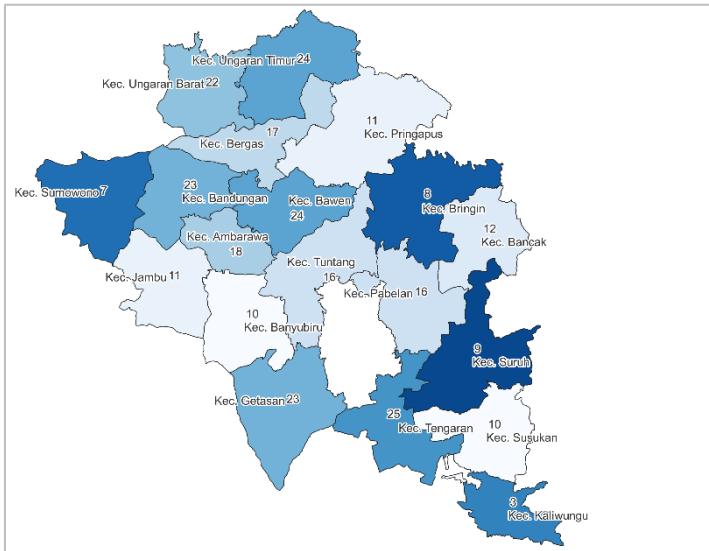 Kec. Ungaran Timur 24
Kec. Ungaran Barat 22
11
Kec. Pringapus
17
Kec. Bergas
Kec. Sumowono 7
23
Kec. Bandungan
Kec. Bawen
24
8
Kec. Bringin
12
Kec. Bancak
Kec. Ambarawa
18
Kec. Tuntang
16
Kec. Jambu 11
Kec. Pabelan 16
10
Kec. Banyubiru
9
Kec. Suruh
Kec. Getasan 23
25
Kec. Tengaran
10
Kec. Susukan
3
Kec. Kaliwungu